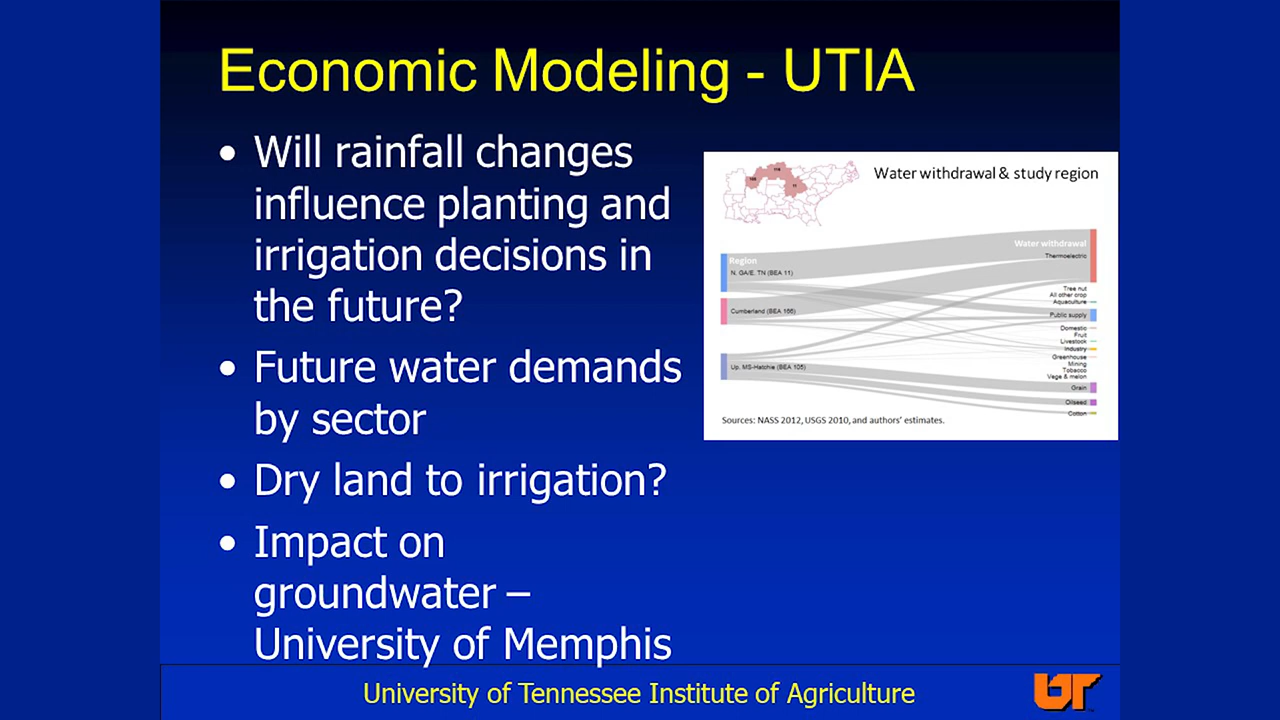 Economic Modeling - UTIA
• Will rainfall changes
influence planting and
irrigation decisions in
the future?
• Future water demands
by sector
• Dry land to irrigation?
• Impact on
groundwater –
University of Memphis
Water withdrawal & study region
Region
N. GA/E. TN (BEA 11)
Cumberland (BEA 166)
Up. MS-Hatchie (BEA 105)
Water withdrawal
Thermoelectric
Tree nut
All other crop
Aquaculture
Public supply
Domestic
Fruit
Livestock
Industry
Greenhouse
Mining
Tobacco
Vege & melon
Grain
Oilseed
Cotton
Sources: NASS 2012, USGS 2010, and authors' estimates.
University of Tennessee Institute of Agriculture
UT